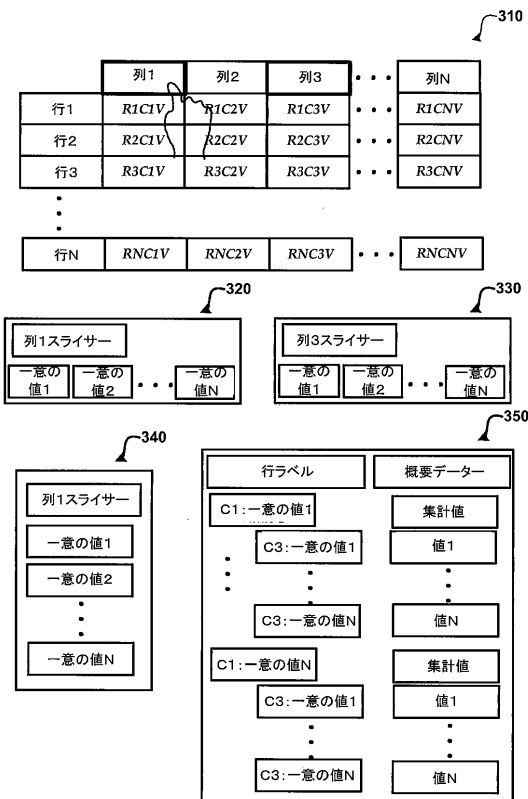 310
列1 列2 列3 列N
行1 R1C1V R1C2V R1C3V R1CNV
行2 R2C1V R2C2V R2C3V R2CNV
行3 R3C1V R3C2V R3C3V R3CNV
行N RNC1V RNC2V RNC3V RNCNV
320
列1スライサー
一意の値1 一意の値2 一意の値N
330
列3スライサー
一意の値1 一意の値2 一意の値N
340
列1スライサー
一意の値1
一意の値2
一意の値N
350
行ラベル 概要データー
C1:一意の値1 集計値
C3:一意の値1 値1
C3:一意の値N 値N
C1:一意の値N 集計値
C3:一意の値1 値1
C3:一意の値N 値N